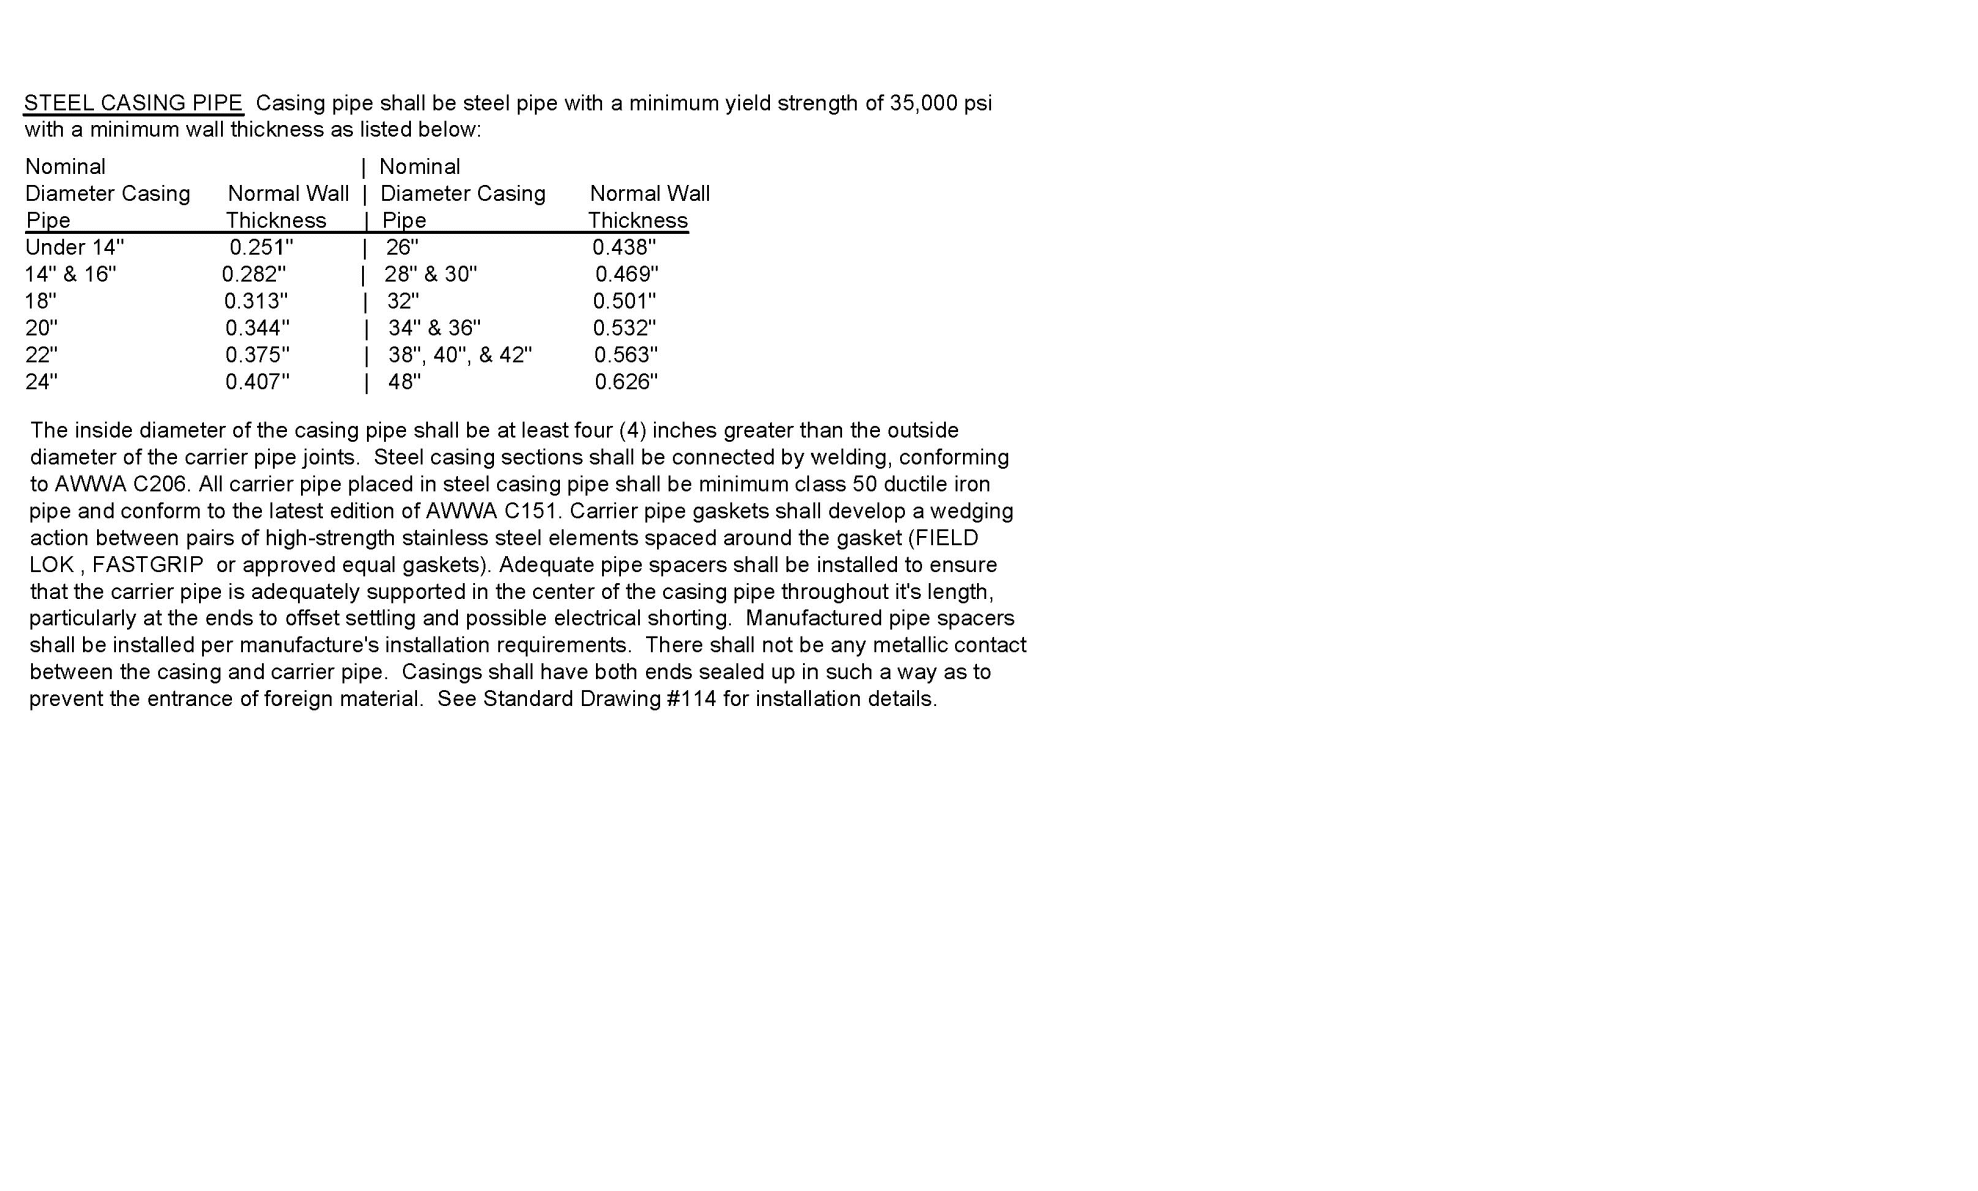 STEEL CASING PIPE  Casing pipe shall be steel pipe with a minimum yield strength of 35,000 psi
with a minimum wall thickness as listed below:
Nominal | Nominal
Diameter Casing Normal Wall | Diameter Casing Normal Wall
Pipe Thickness | Pipe Thickness
Under 14" 0.251" | 26" 0.438"
14" & 16" 0.282" | 28" & 30" 0.469"
18" 0.313" | 32" 0.501"
20" 0.344" | 34" & 36" 0.532"
22" 0.375" | 38", 40", & 42" 0.563"
24" 0.407" | 48" 0.626"
The inside diameter of the casing pipe shall be at least four (4) inches greater than the outside
diameter of the carrier pipe joints.  Steel casing sections shall be connected by welding, conforming
to AWWA C206. All carrier pipe placed in steel casing pipe shall be minimum class 50 ductile iron
pipe and conform to the latest edition of AWWA C151. Carrier pipe gaskets shall develop a wedging
action between pairs of high-strength stainless steel elements spaced around the gasket (FIELD
LOK , FASTGRIP  or approved equal gaskets). Adequate pipe spacers shall be installed to ensure
that the carrier pipe is adequately supported in the center of the casing pipe throughout it's length,
particularly at the ends to offset settling and possible electrical shorting.  Manufactured pipe spacers
shall be installed per manufacture's installation requirements.  There shall not be any metallic contact
between the casing and carrier pipe.  Casings shall have both ends sealed up in such a way as to
prevent the entrance of foreign material.  See Standard Drawing #114 for installation details.